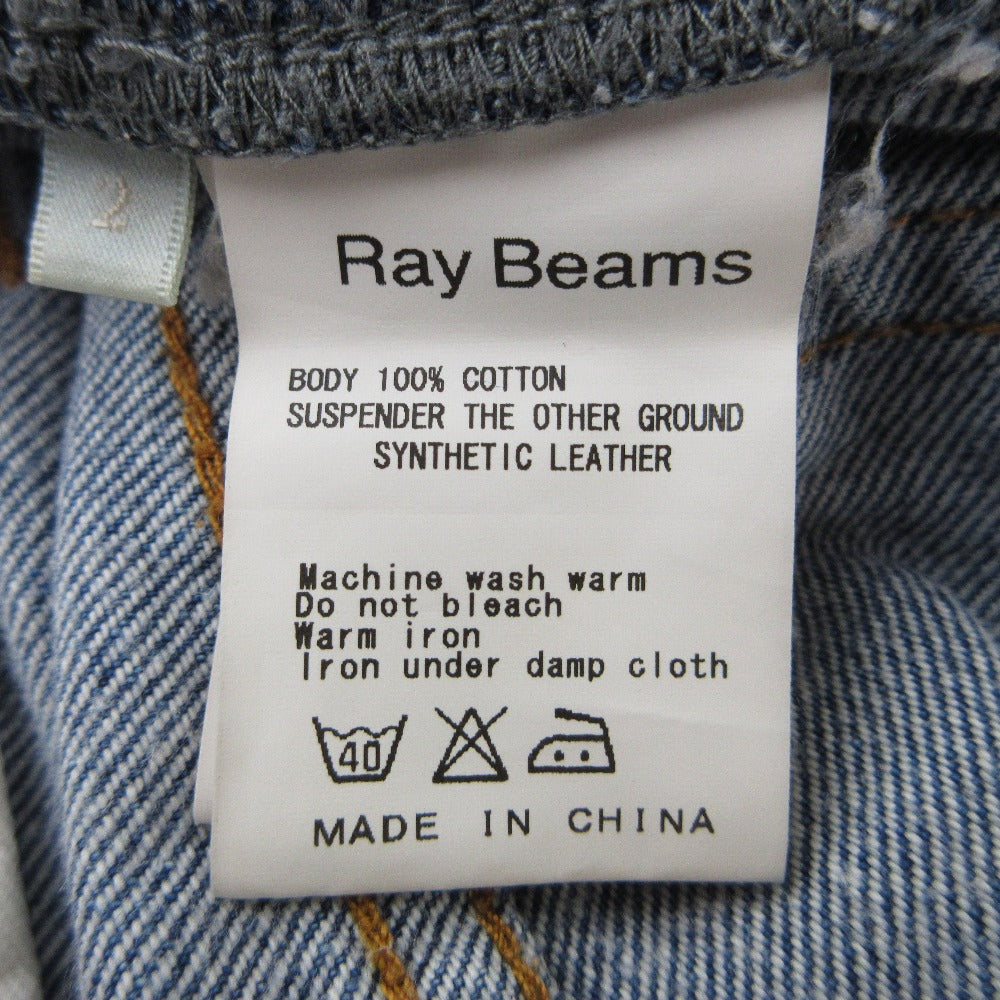 2
Ray Beams
BODY 100% COTTON
SUSPENDER THE OTHER GROUND
SYNTHETIC LEATHER
Machine wash warm
Do not bleach
Warm iron
Iron under damp cloth
40
MADE IN CHINA